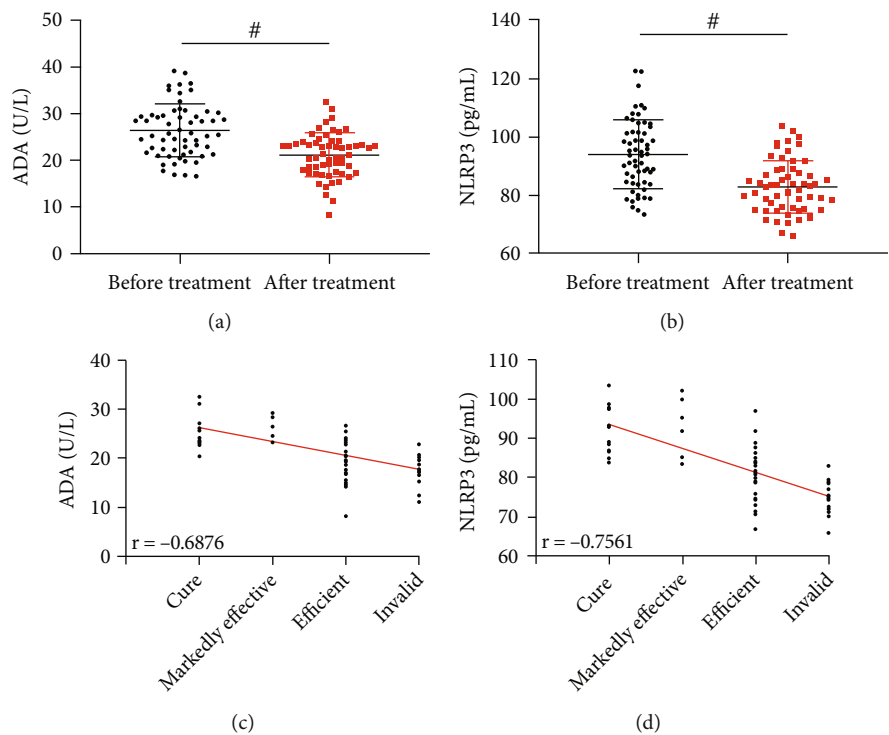 #
ADA (U/L)
50
40
30
20
10
0
Before treatment After treatment
(a)
#
NLRP3 (pg/mL)
140
120
100
80
60
Before treatment After treatment
(b)
ADA (U/L)
40
30
20
10
0
r = –0.6876
Cure
Markedly effective
Efficient
Invalid
(c)
NLRP3 (pg/mL)
110
100
90
80
70
60
r = –0.7561
Cure
Markedly effective
Efficient
Invalid
(d)